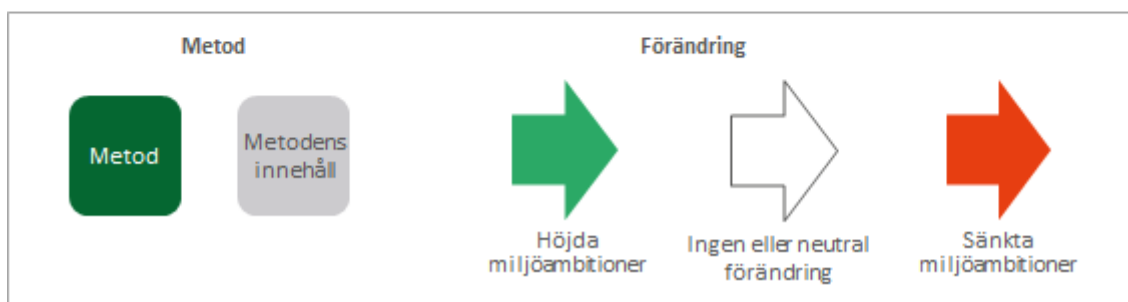 Metod
Förändring
Metod
Metodens
innehåll
Höjda
miljöambitioner
Ingen eller neutral
förändring
Sänkta
miljöambitioner